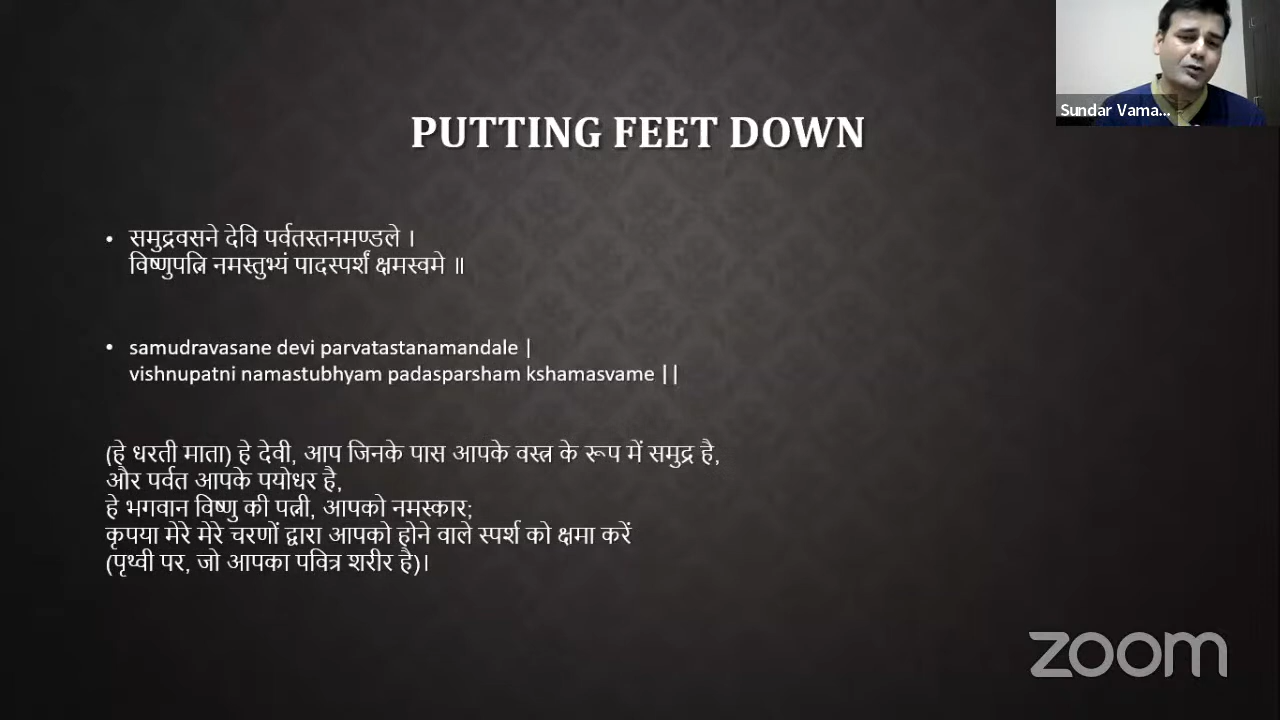 Sundar Vama...
PUTTING FEET DOWN
• समुद्रवसने देवि पर्वतस्तनमण्डले ।
विष्णुपत्नि नमस्तुभ्यं पादस्पर्शं क्षमस्वमे ॥
• samudravasane devi parvatastanamandale |
vishnupatni namastubhyam padasparsham kshamasvame ||
(हे धरती माता) हे देवी, आप जिनके पास आपके वस्त्र के रूप में समुद्र है,
और पर्वत आपके पयोधर है,
हे भगवान विष्णु की पत्नी, आपको नमस्कार;
कृपया मेरे मेरे चरणों द्वारा आपको होने वाले स्पर्श को क्षमा करें
(पृथ्वी पर, जो आपका पवित्र शरीर है)।
zoom